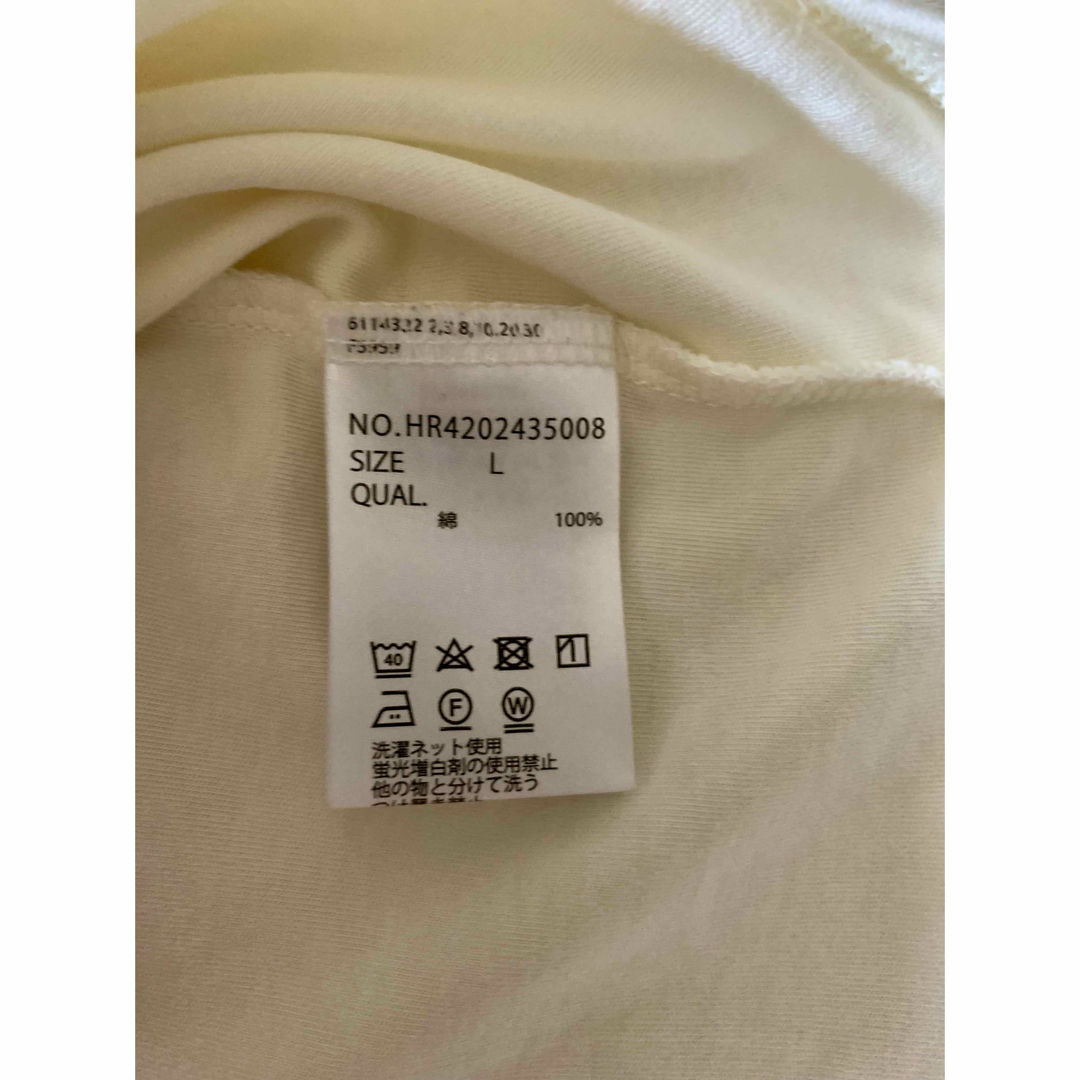 NO.HR4202435008
SIZE L
QUAL.
綿 100%
40
F W
洗濯ネット使用
蛍光増白剤の使用禁止
他の物と分けて洗う